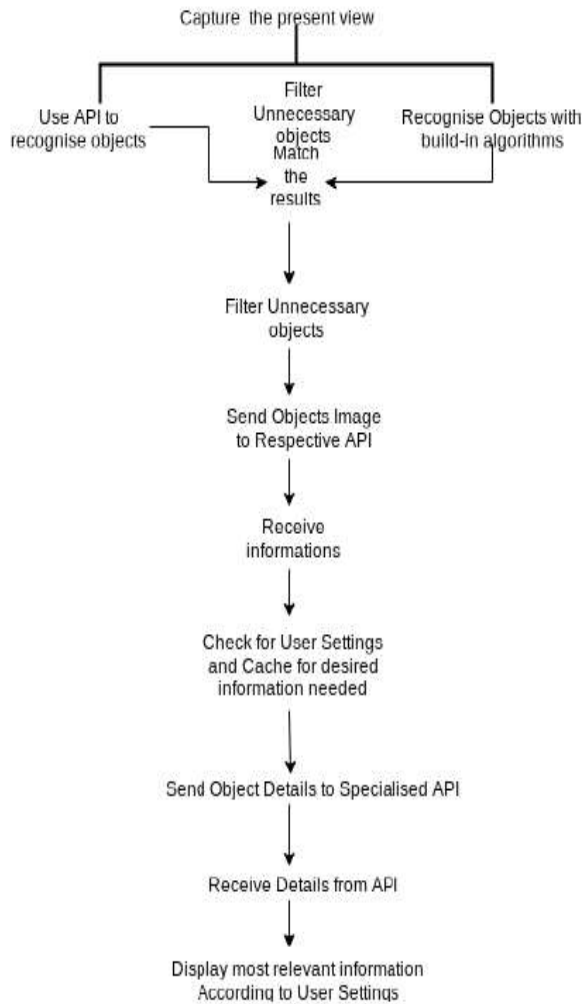 Capture the present view
Use API to
recognise objects
Filter
Unnecessary
objects
Match
the
results
Recognise Objects with
build-in algorithms
Filter Unnecessary
objects
Send Objects Image
to Respective API
Receive
informations
Check for User Settings
and Cache for desired
information needed
Send Object Details to Specialised API
Receive Details from API
Display most relevant information
According to User Settings